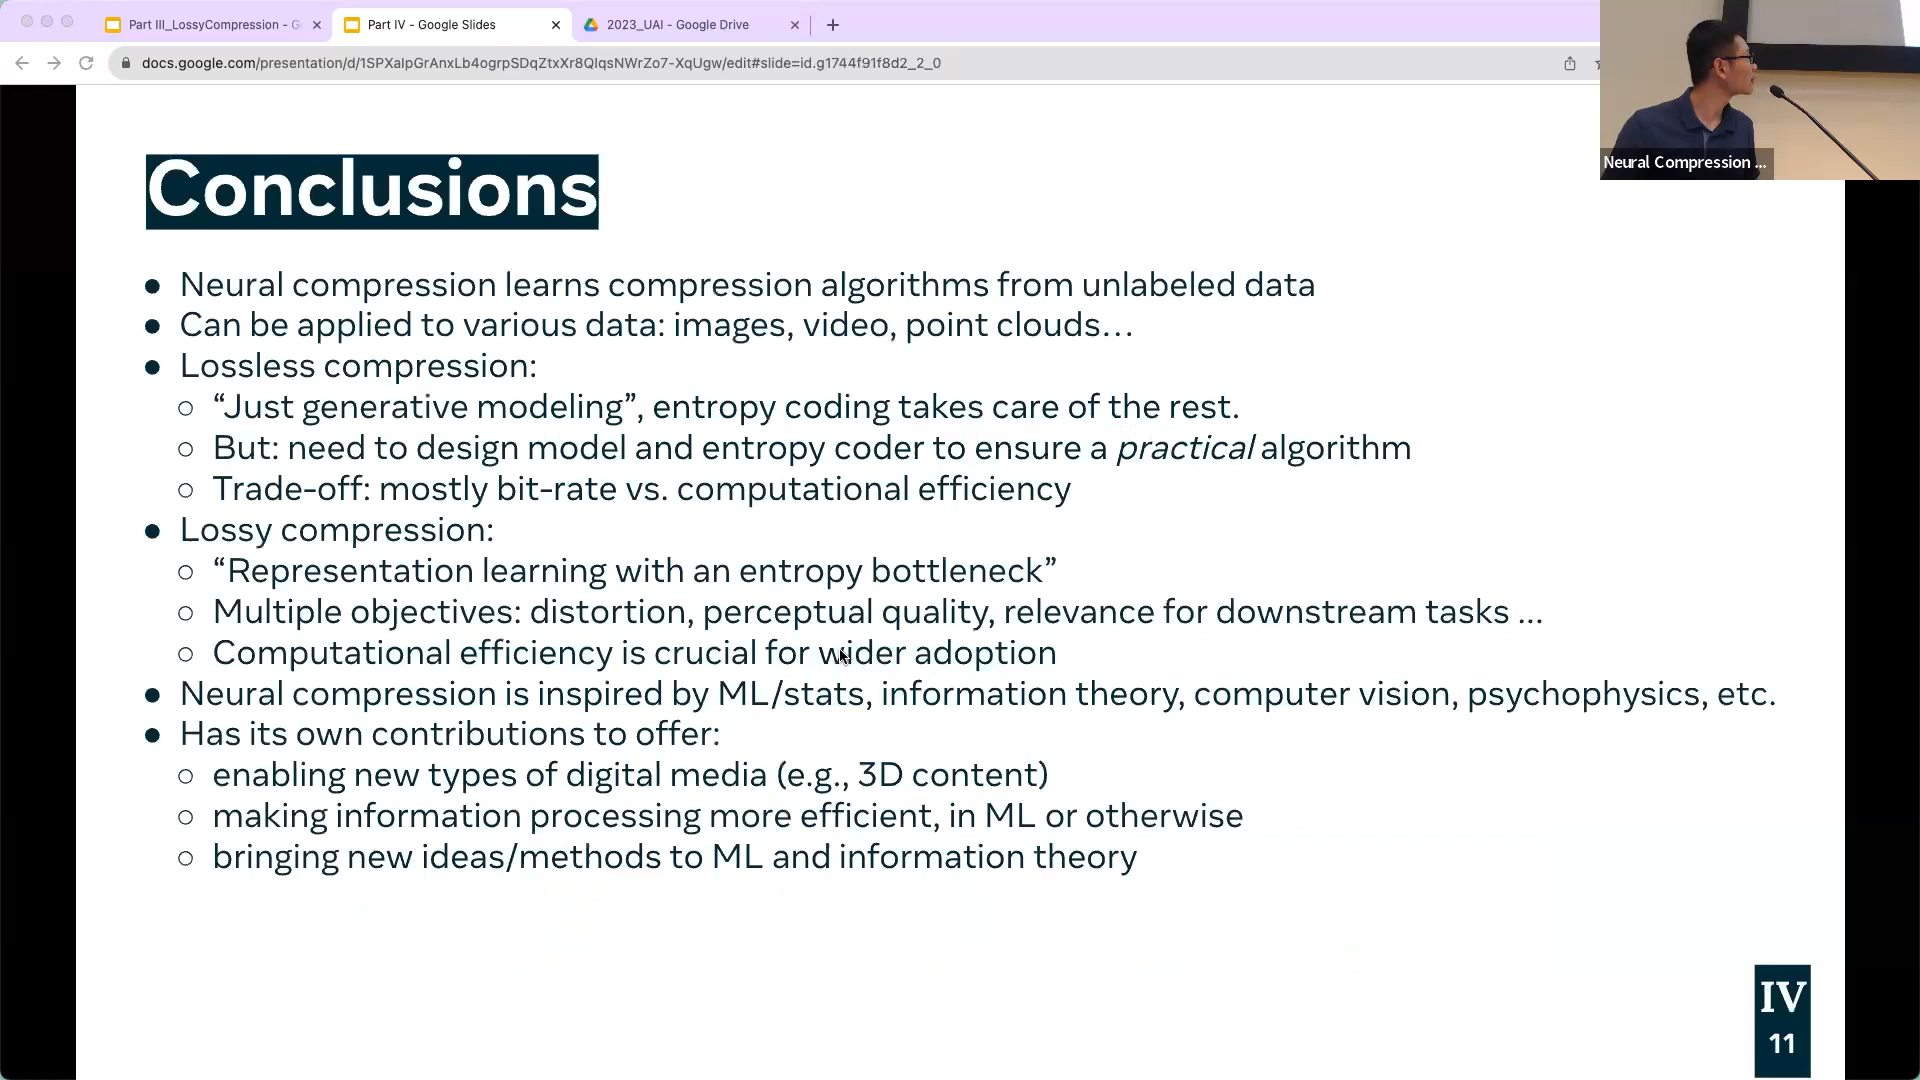 Part III_LossyCompression - G
Part IV - Google Slides
2023_UAI - Google Drive
docs.google.com/presentation/d/1SPXalpGrAnxLb4ogrpSDqZtxXr8QIqsNWrZo7-XqUgw/edit#slide=id.g1744f91f8d2_2_0
Neural Compression ...
Conclusions
● Neural compression learns compression algorithms from unlabeled data
● Can be applied to various data: images, video, point clouds…
● Lossless compression:
○ “Just generative modeling”, entropy coding takes care of the rest.
○ But: need to design model and entropy coder to ensure a practical algorithm
○ Trade-off: mostly bit-rate vs. computational efficiency
● Lossy compression:
○ “Representation learning with an entropy bottleneck”
○ Multiple objectives: distortion, perceptual quality, relevance for downstream tasks ...
○ Computational efficiency is crucial for wider adoption
● Neural compression is inspired by ML/stats, information theory, computer vision, psychophysics, etc.
● Has its own contributions to offer:
○ enabling new types of digital media (e.g., 3D content)
○ making information processing more efficient, in ML or otherwise
○ bringing new ideas/methods to ML and information theory
IV
11